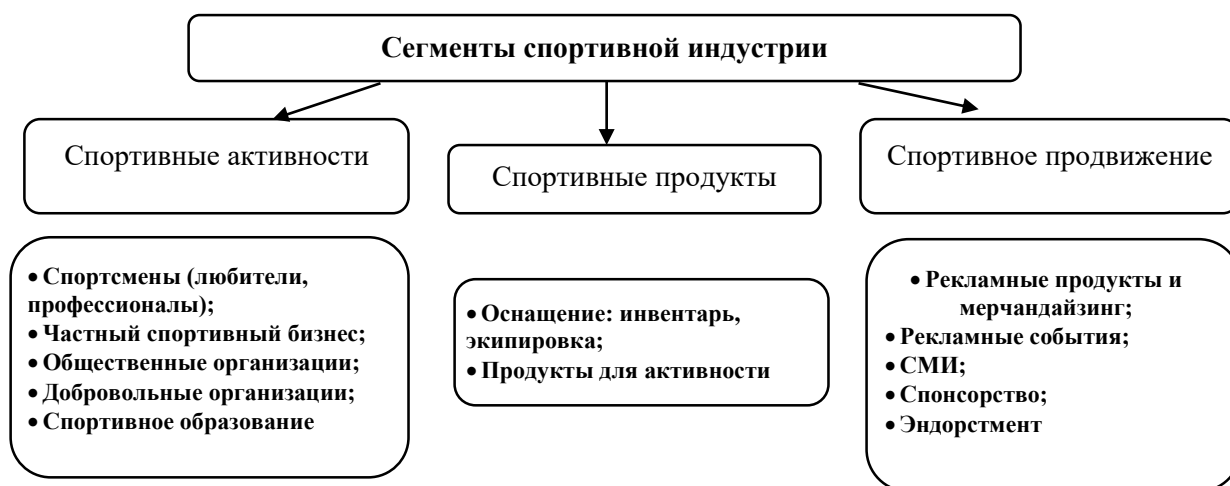 Сегменты спортивной индустрии
Спортивные активности
Спортивные продукты
Спортивное продвижение
• Спортсмены (любители,
профессионалы);
• Частный спортивный бизнес;
• Общественные организации;
• Добровольные организации;
• Спортивное образование
• Оснащение: инвентарь,
экипировка;
• Продукты для активности
• Рекламные продукты и
мерчандайзинг;
• Рекламные события;
• СМИ;
• Спонсорство;
• Эндорстмент